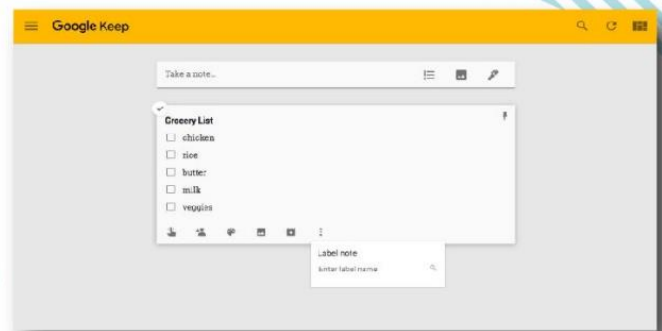 Google Keep
Take a note...
Grocery List
chicken
rice
butter
milk
veggies
Label note
Enter label name